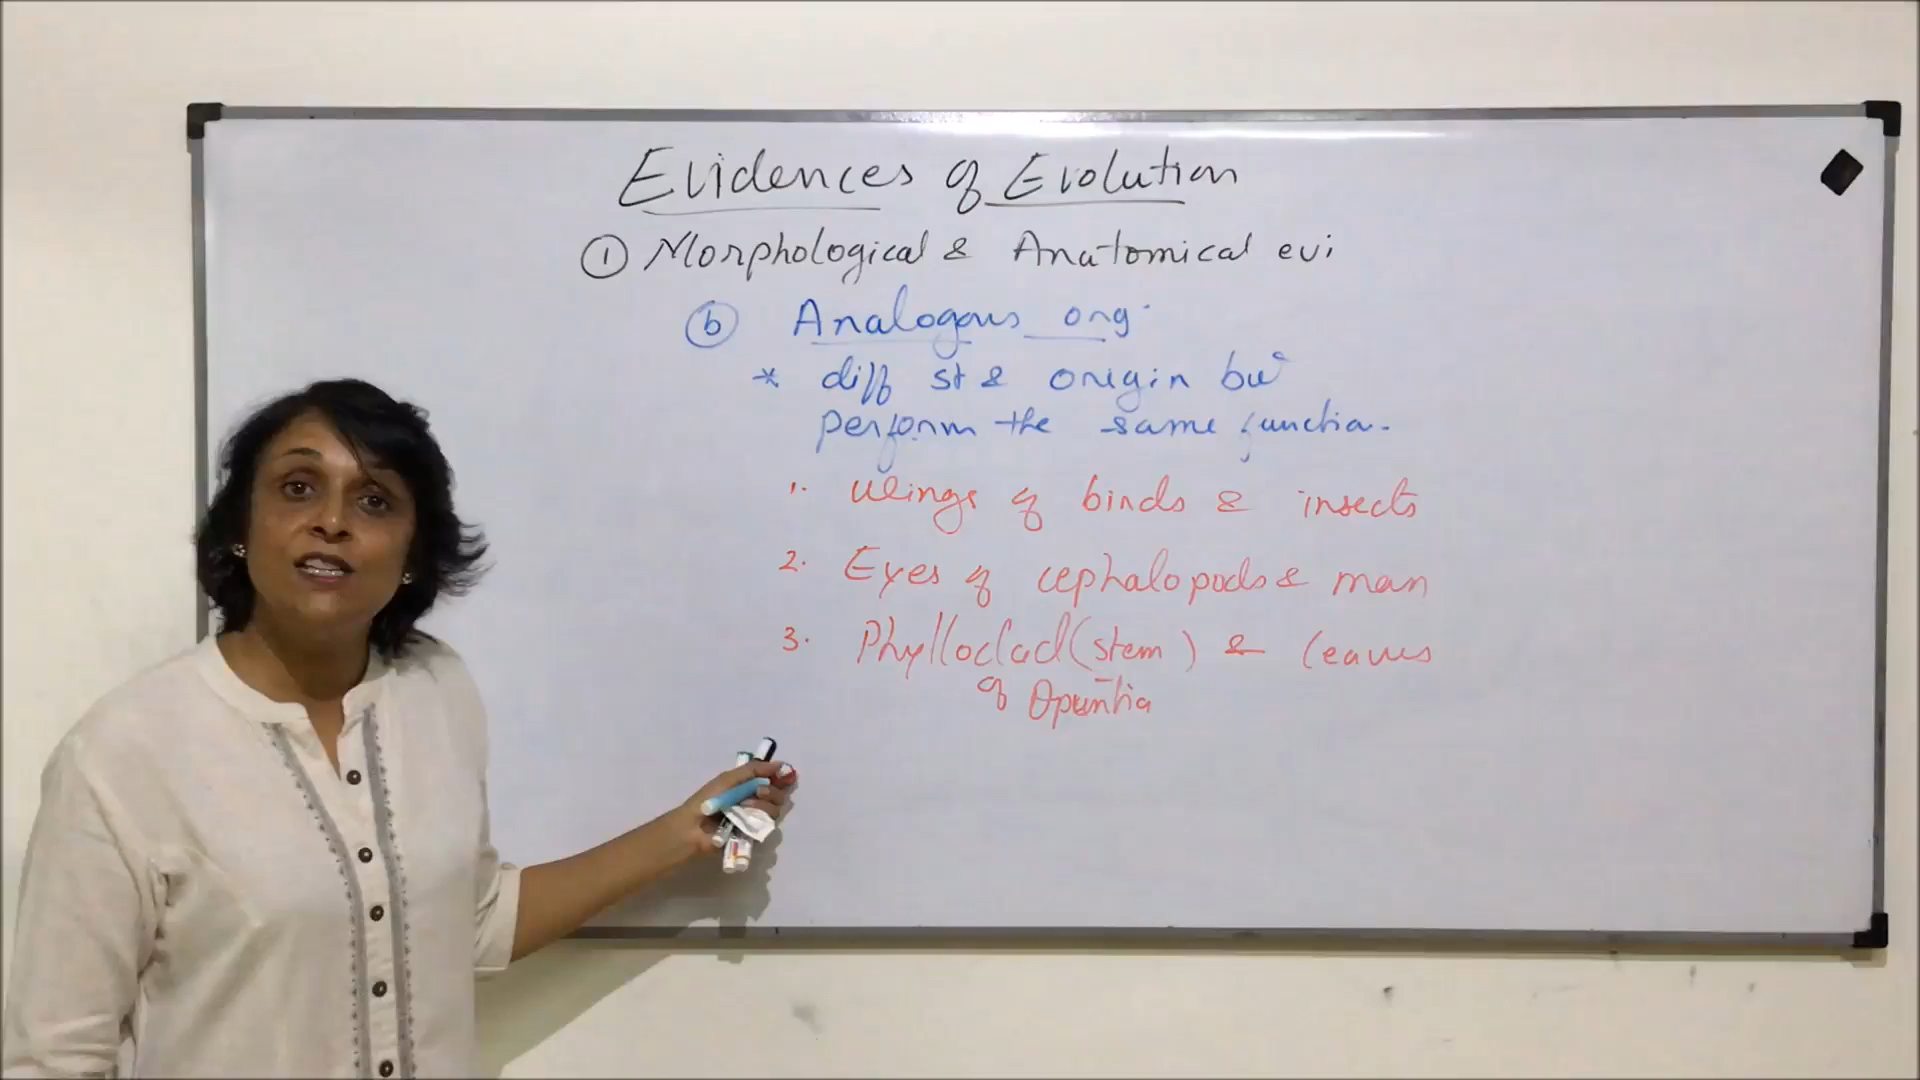 Evidences of Evolution
① Morphological & Anatomical evi
ⓑ Analogous org.
* diff st & origin but
perform the same function.
1. Wings of birds & insects
2. Eyes of cephalopods & man
3. Phylloclad (stem) & leaves
of Opuntia